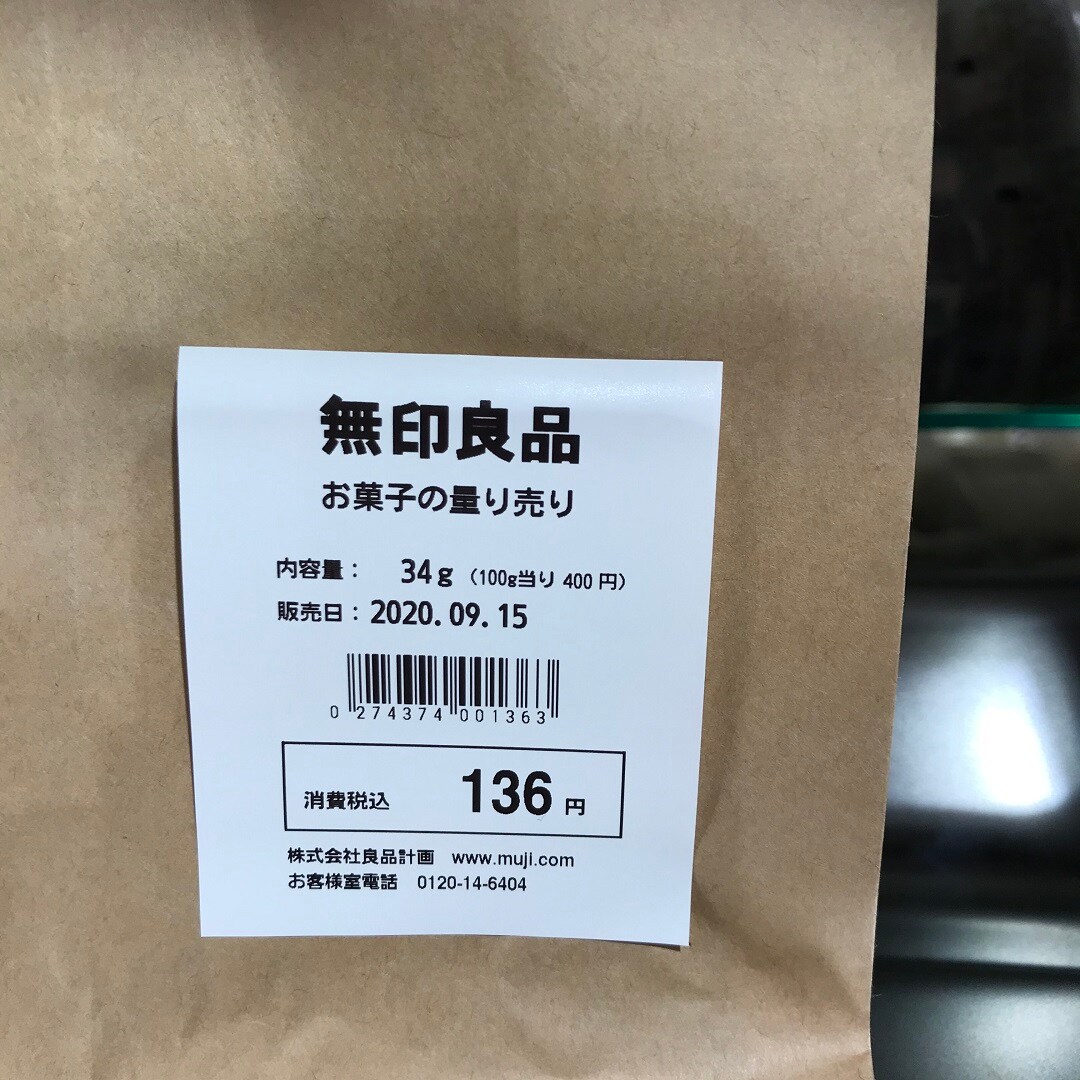 無印良品
お菓子の量り売り
内容量： 34g （100g当り 400 円）
販売日：2020.09.15
0 274374 001363
消費税込 136 円
株式会社良品計画 www.muji.com
お客様室電話 0120-14-6404